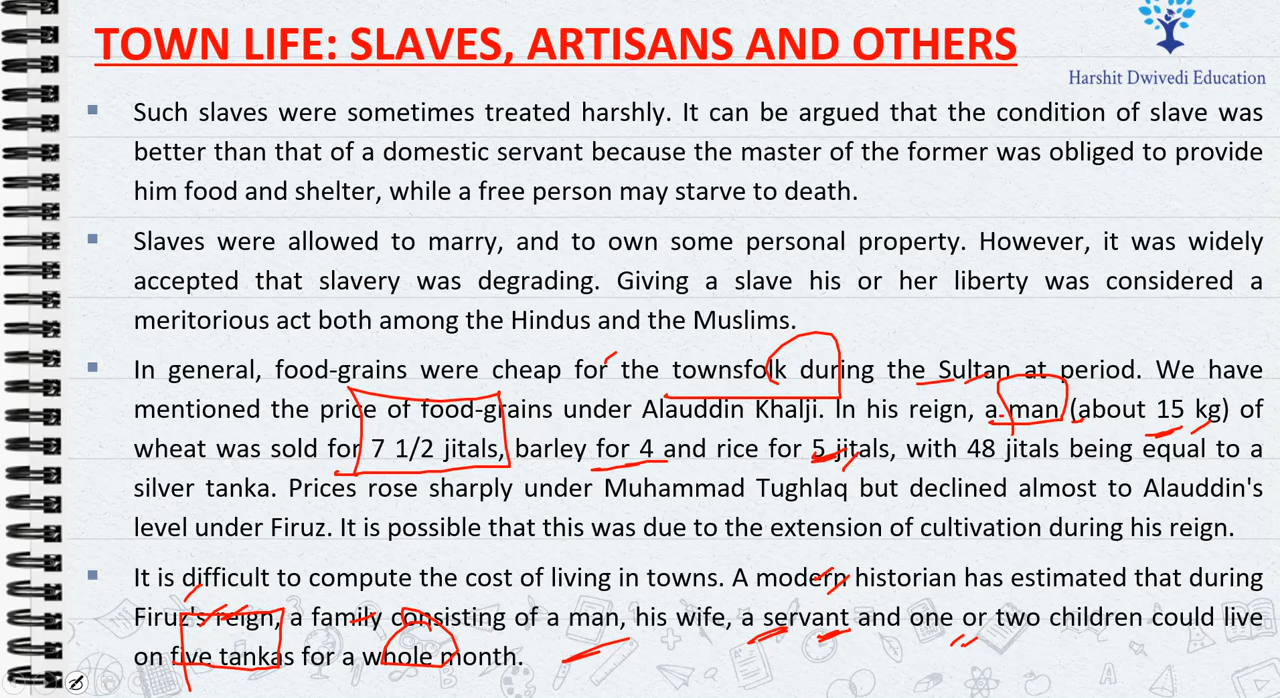 TOWN LIFE: SLAVES, ARTISANS AND OTHERS
Harshit Dwivedi Education
Such slaves were sometimes treated harshly. It can be argued that the condition of slave was
better than that of a domestic servant because the master of the former was obliged to provide
him food and shelter, while a free person may starve to death.
Slaves were allowed to marry, and to own some personal property. However, it was widely
accepted that slavery was degrading. Giving a slave his or her liberty was considered a
meritorious act both among the Hindus and the Muslims.
In general, food-grains were cheap for the townsfolk during the Sultan at period. We have
mentioned the price of food-grains under Alauddin Khalji. In his reign, a man (about 15 kg) of
wheat was sold for 7 1/2 jitals, barley for 4 and rice for 5 jitals, with 48 jitals being equal to a
silver tanka. Prices rose sharply under Muhammad Tughlaq but declined almost to Alauddin's
level under Firuz. It is possible that this was due to the extension of cultivation during his reign.
It is difficult to compute the cost of living in towns. A modern historian has estimated that during
Firuz's reign, a family consisting of a man, his wife, a servant and one or two children could live
on five tankas for a whole month.